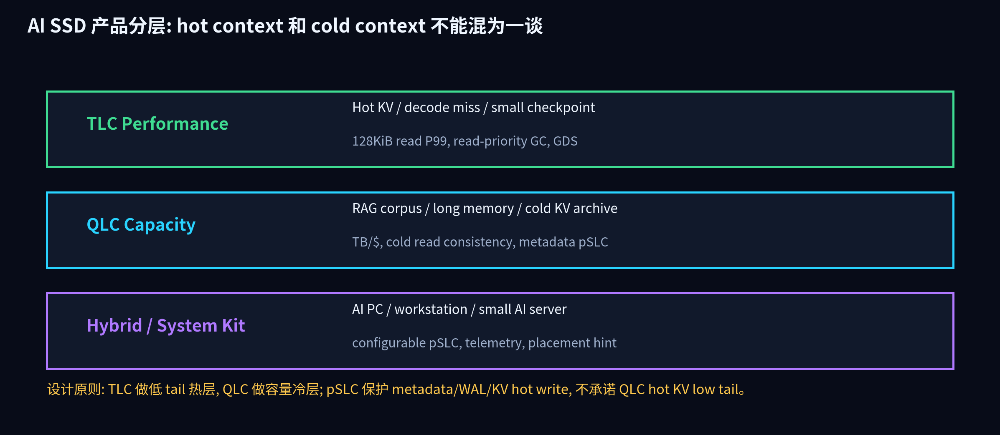 AI SSD 产品分层: hot context 和 cold context 不能混为一谈
TLC Performance
Hot KV / decode miss / small checkpoint
128KiB read P99, read-priority GC, GDS
QLC Capacity
RAG corpus / long memory / cold KV archive
TB/$, cold read consistency, metadata pSLC
Hybrid / System Kit
AI PC / workstation / small AI server
configurable pSLC, telemetry, placement hint
设计原则: TLC 做低 tail 热层, QLC 做容量冷层; pSLC 保护 metadata/WAL/KV hot write, 不承诺 QLC hot KV low tail。